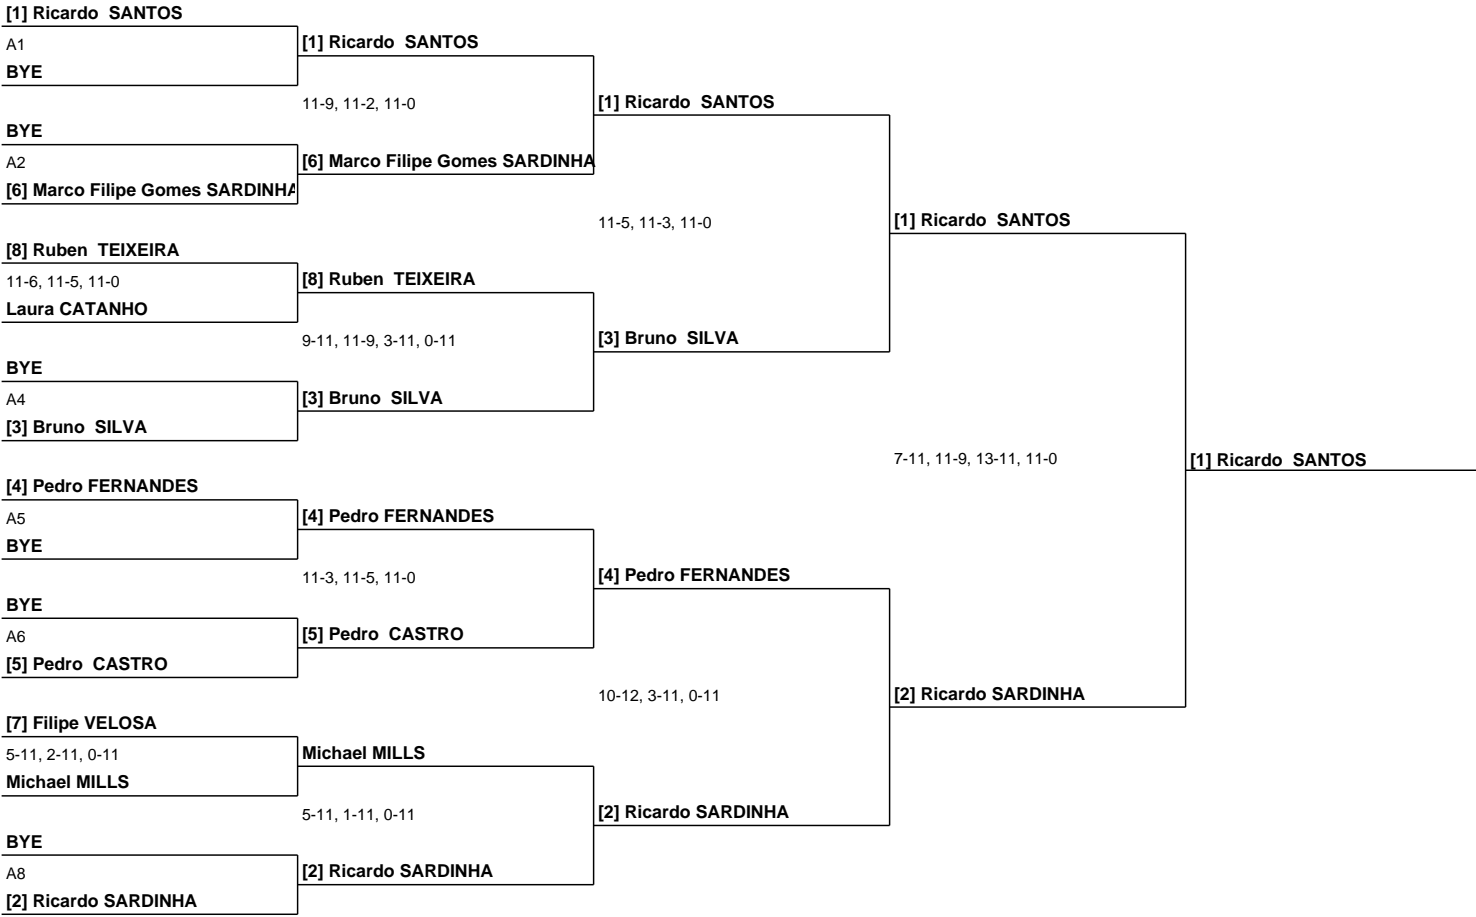 [1] Ricardo  SANTOS
A1
BYE
BYE
A2
[6] Marco Filipe Gomes SARDINHA
[8] Ruben  TEIXEIRA
11-6, 11-5, 11-0
Laura CATANHO
BYE
A4
[3] Bruno  SILVA
[4] Pedro FERNANDES
A5
BYE
BYE
A6
[5] Pedro  CASTRO
[7] Filipe VELOSA
5-11, 2-11, 0-11
Michael MILLS
BYE
A8
[2] Ricardo SARDINHA
[1] Ricardo  SANTOS
11-9, 11-2, 11-0
[6] Marco Filipe Gomes SARDINHA
[8] Ruben  TEIXEIRA
9-11, 11-9, 3-11, 0-11
[3] Bruno  SILVA
[4] Pedro FERNANDES
11-3, 11-5, 11-0
[5] Pedro  CASTRO
Michael MILLS
5-11, 1-11, 0-11
[2] Ricardo SARDINHA
[1] Ricardo  SANTOS
11-5, 11-3, 11-0
[3] Bruno  SILVA
[4] Pedro FERNANDES
10-12, 3-11, 0-11
[2] Ricardo SARDINHA
[1] Ricardo  SANTOS
7-11, 11-9, 13-11, 11-0
[2] Ricardo SARDINHA
[1] Ricardo  SANTOS